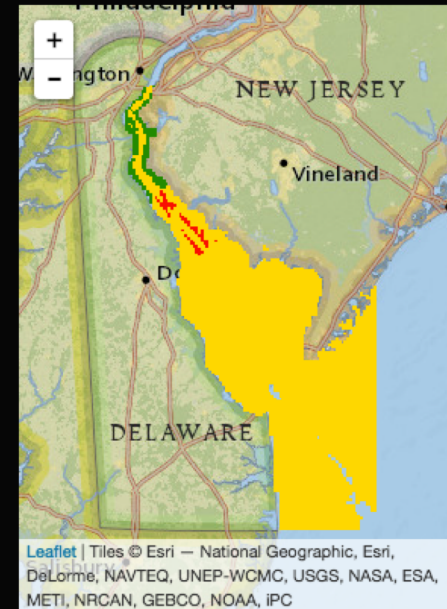 +
−
NEW JERSEY
Vineland
DELAWARE
Leaflet | Tiles © Esri — National Geographic, Esri,
DeLorme, NAVTEQ, UNEP-WCMC, USGS, NASA, ESA,
METI, NRCAN, GEBCO, NOAA, iPC